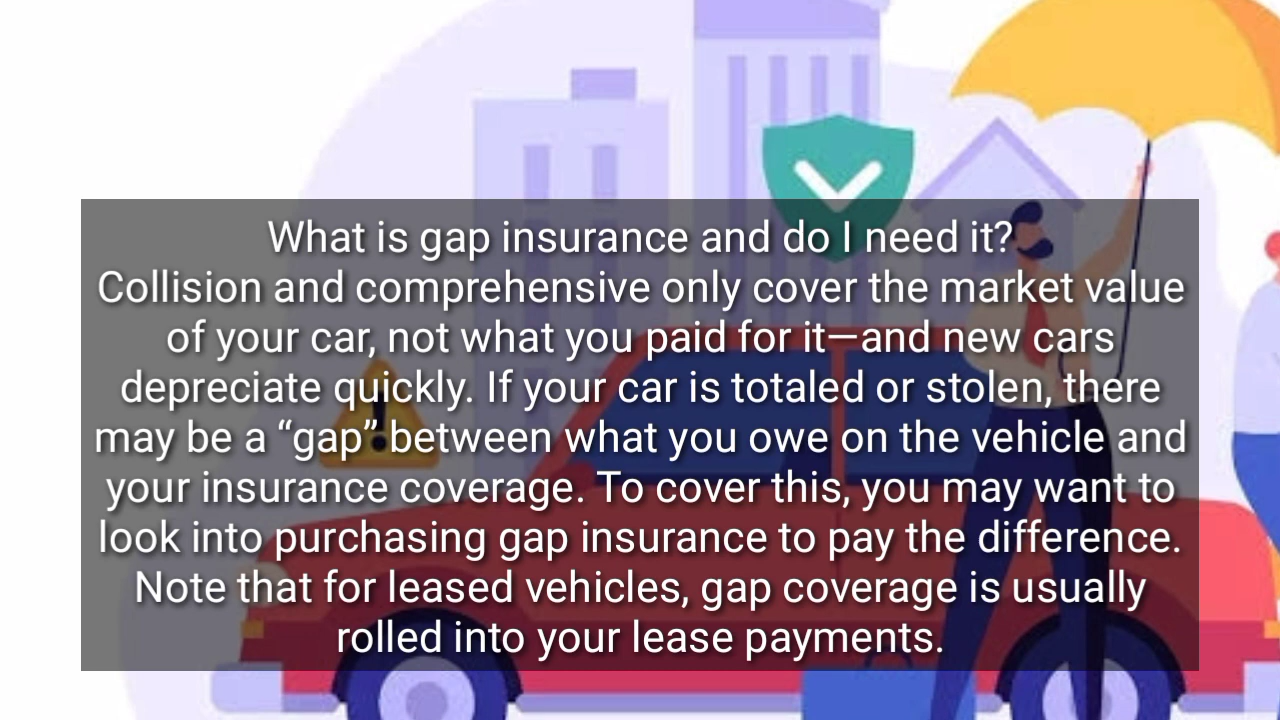 What is gap insurance and do I need it?
Collision and comprehensive only cover the market value
of your car, not what you paid for it—and new cars
depreciate quickly. If your car is totaled or stolen, there
may be a “gap” between what you owe on the vehicle and
your insurance coverage. To cover this, you may want to
look into purchasing gap insurance to pay the difference.
Note that for leased vehicles, gap coverage is usually
rolled into your lease payments.